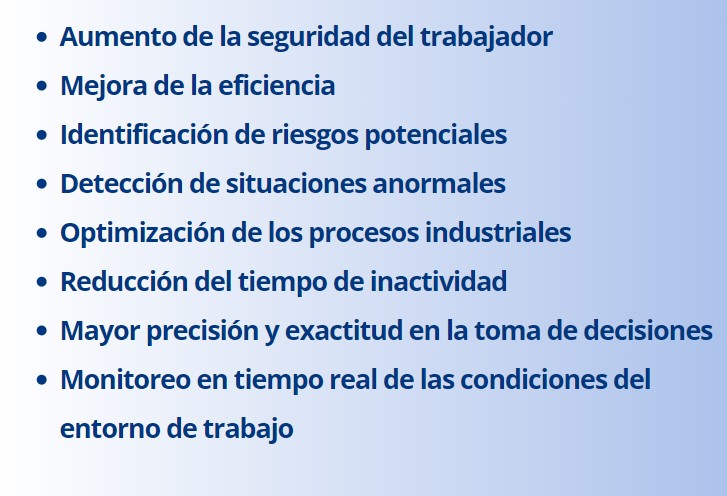 • Aumento de la seguridad del trabajador
• Mejora de la eficiencia
• Identificación de riesgos potenciales
• Detección de situaciones anormales
• Optimización de los procesos industriales
• Reducción del tiempo de inactividad
• Mayor precisión y exactitud en la toma de decisiones
• Monitoreo en tiempo real de las condiciones del
entorno de trabajo